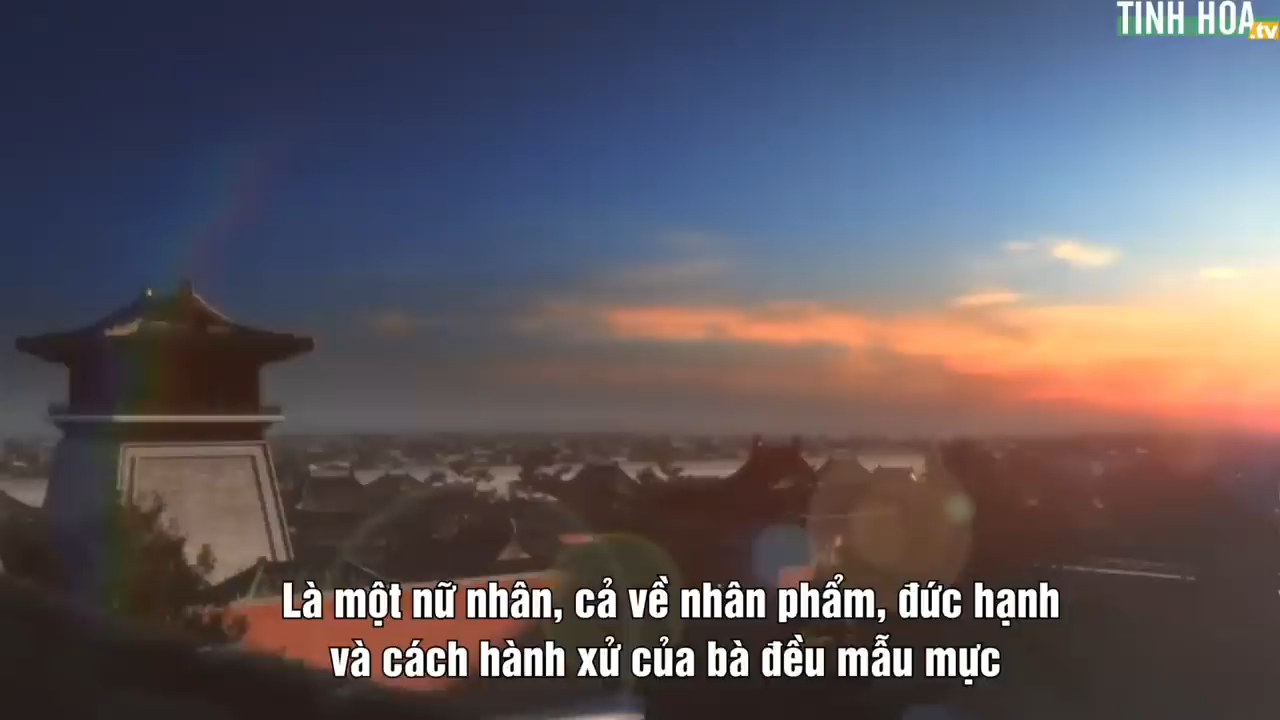 TINH HOA
.tv
Là một nữ nhân, cả về nhân phẩm, đức hạnh
và cách hành xử của bà đều mẫu mực